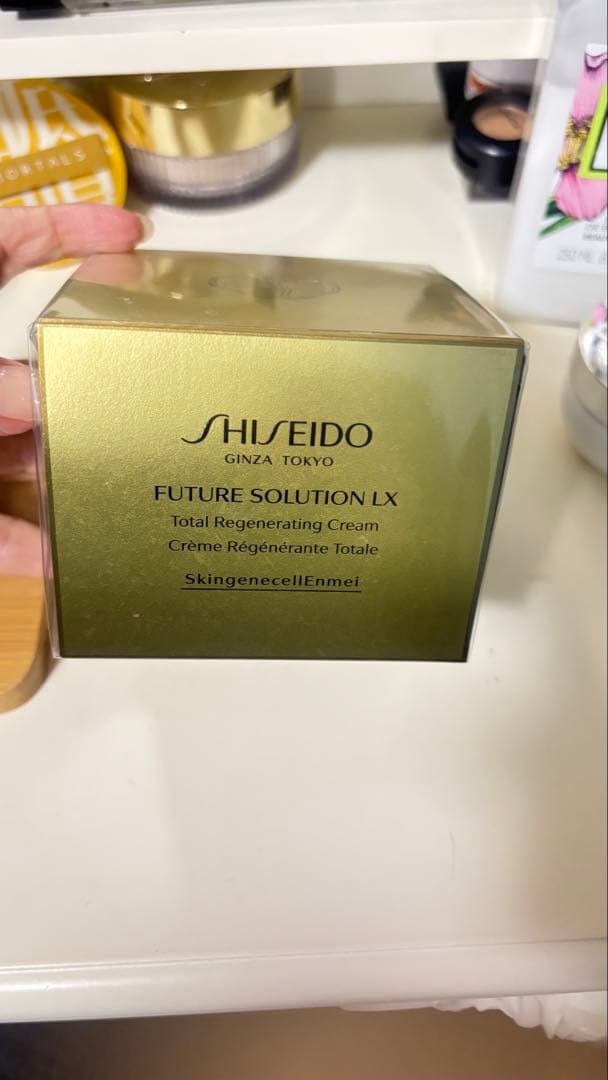 SHISEIDO
GINZA TOKYO
FUTURE SOLUTION LX
Total Regenerating Cream
Crème Régénérante Totale
SkingenecellEnmei